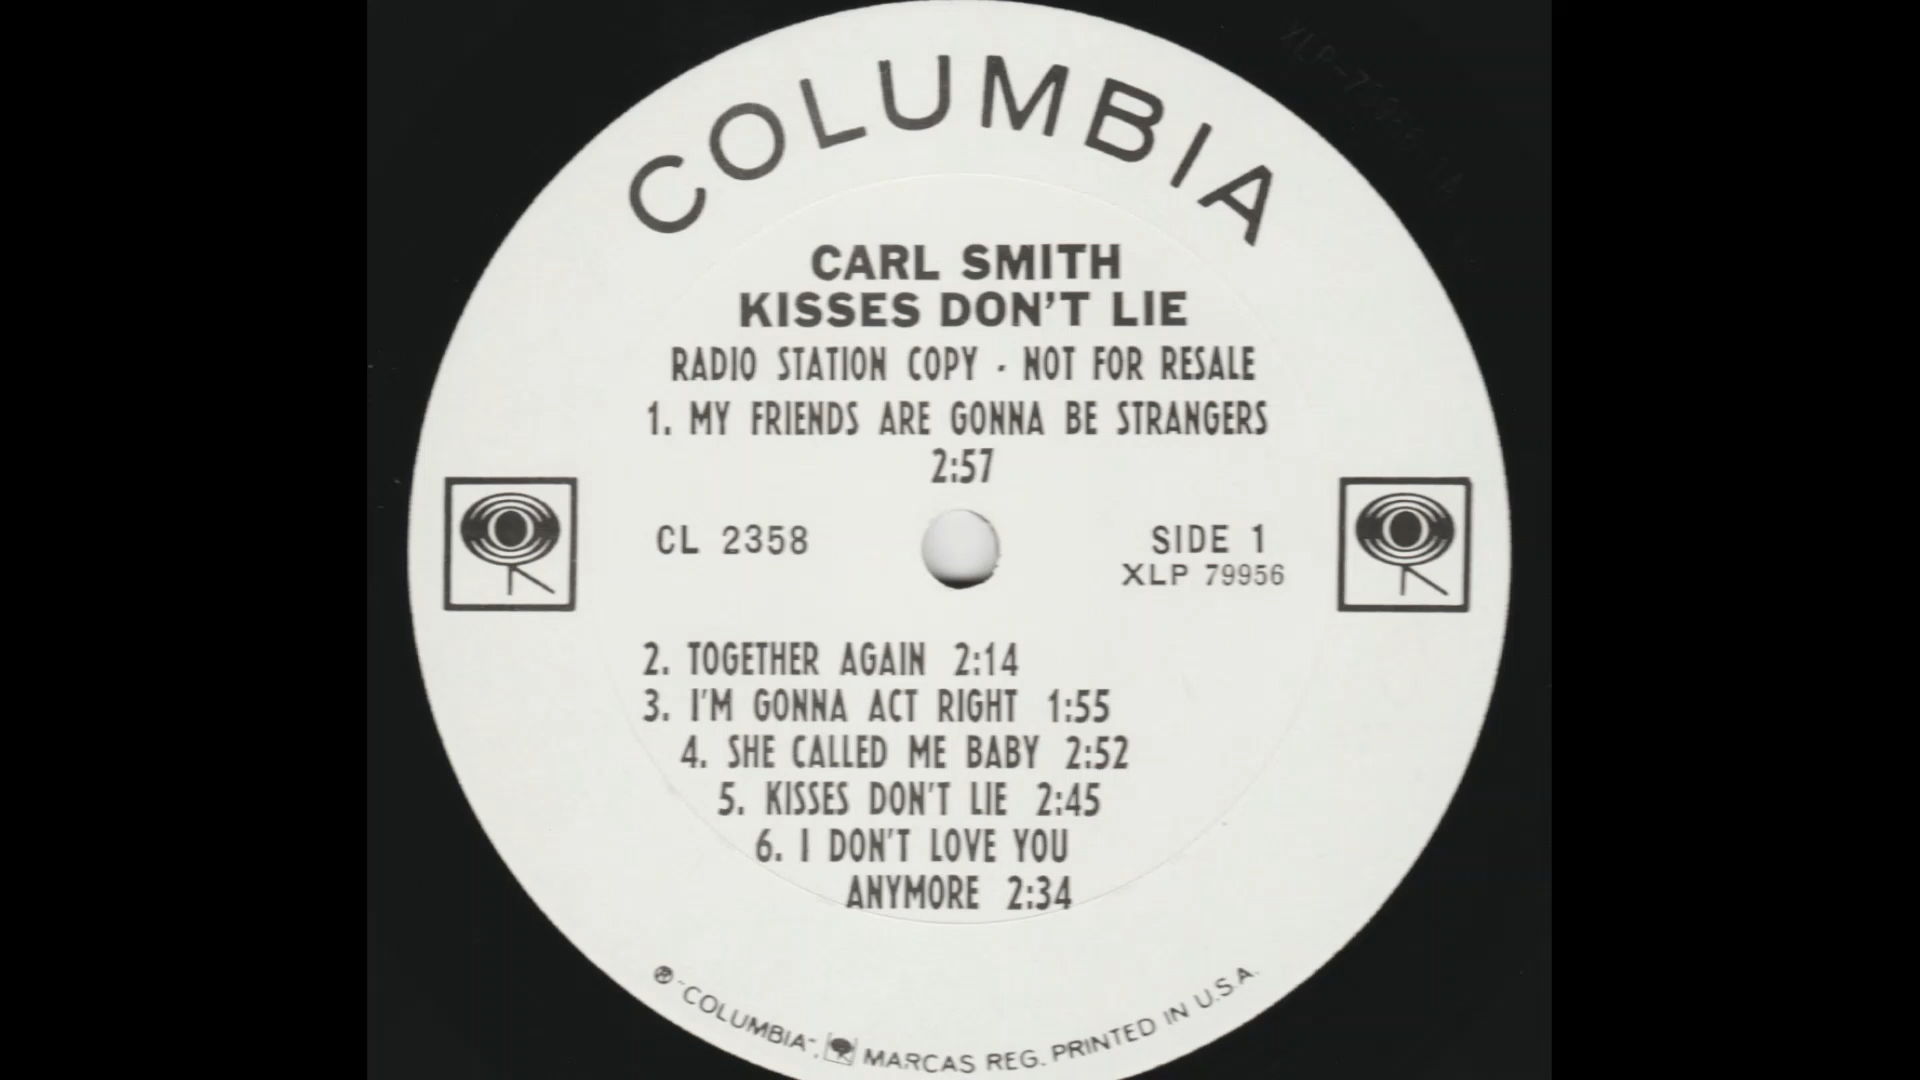 COLUMBIA
CARL SMITH
KISSES DON'T LIE
RADIO STATION COPY · NOT FOR RESALE
1. MY FRIENDS ARE GONNA BE STRANGERS
2:57
CL 2358
SIDE 1
XLP 79956
2. TOGETHER AGAIN 2:14
3. I'M GONNA ACT RIGHT 1:55
4. SHE CALLED ME BABY 2:52
5. KISSES DON'T LIE 2:45
6. I DON'T LOVE YOU
ANYMORE 2:34
® "COLUMBIA", MARCAS REG. PRINTED IN U.S.A.